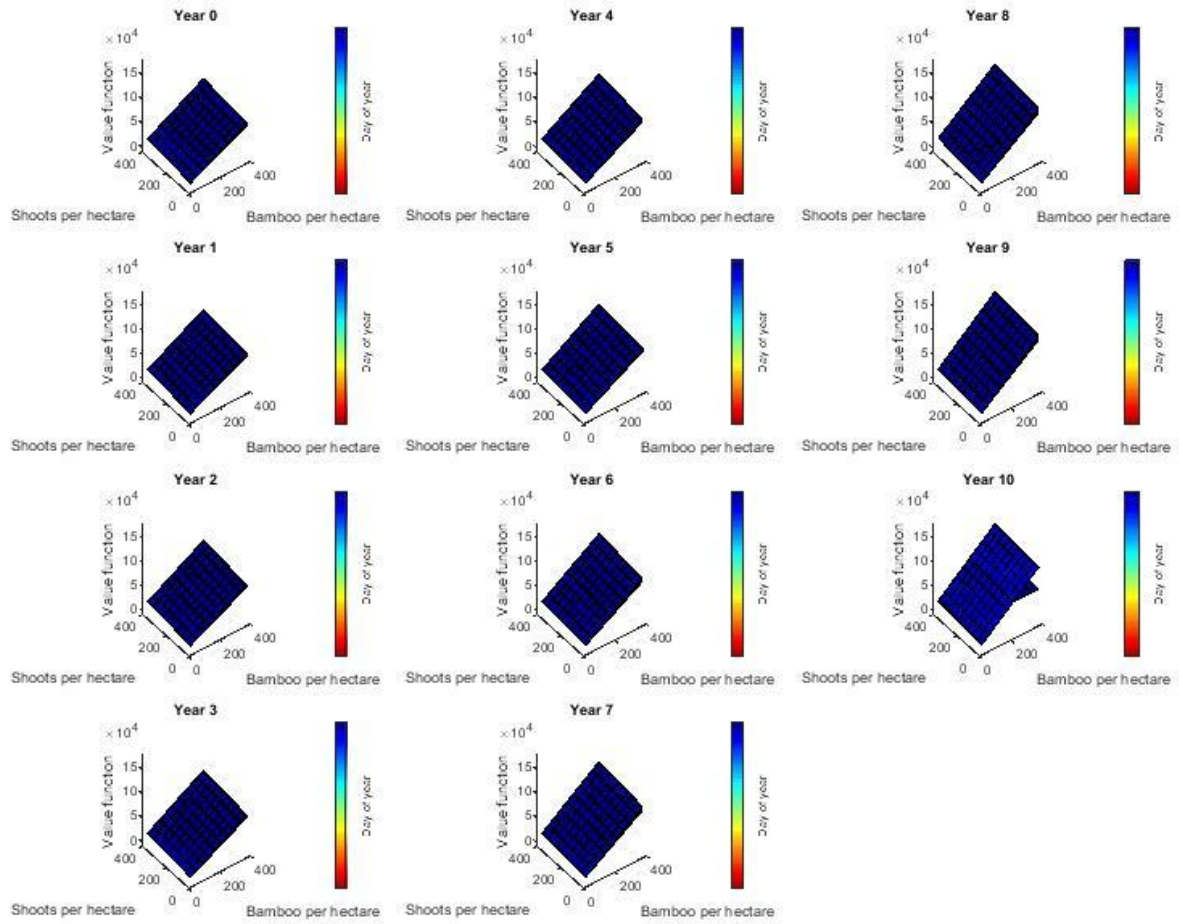 Year 0
× 10⁴
15
10
5
0
Value function
400
200
0
0
200
400
Shoots per hectare
Bamboo per hectare
Day of year
Year 4
× 10⁴
15
10
5
0
Value function
400
200
0
0
200
400
Shoots per hectare
Bamboo per hectare
Day of year
Year 8
× 10⁴
15
10
5
0
Value function
400
200
0
0
200
400
Shoots per hectare
Bamboo per hectare
Day of year
Year 1
× 10⁴
15
10
5
0
Value function
400
200
0
0
200
400
Shoots per hectare
Bamboo per hectare
Day of year
Year 5
× 10⁴
15
10
5
0
Value function
400
200
0
0
200
400
Shoots per hectare
Bamboo per hectare
Day of year
Year 9
× 10⁴
15
10
5
0
Value function
400
200
0
0
200
400
Shoots per hectare
Bamboo per hectare
Day of year
Year 2
× 10⁴
15
10
5
0
Value function
400
200
0
0
200
400
Shoots per hectare
Bamboo per hectare
Day of year
Year 6
× 10⁴
15
10
5
0
Value function
400
200
0
0
200
400
Shoots per hectare
Bamboo per hectare
Day of year
Year 10
× 10⁴
15
10
5
0
Value function
400
200
0
0
200
400
Shoots per hectare
Bamboo per hectare
Day of year
Year 3
× 10⁴
15
10
5
0
Value function
400
200
0
0
200
400
Shoots per hectare
Bamboo per hectare
Day of year
Year 7
× 10⁴
15
10
5
0
Value function
400
200
0
0
200
400
Shoots per hectare
Bamboo per hectare
Day of year